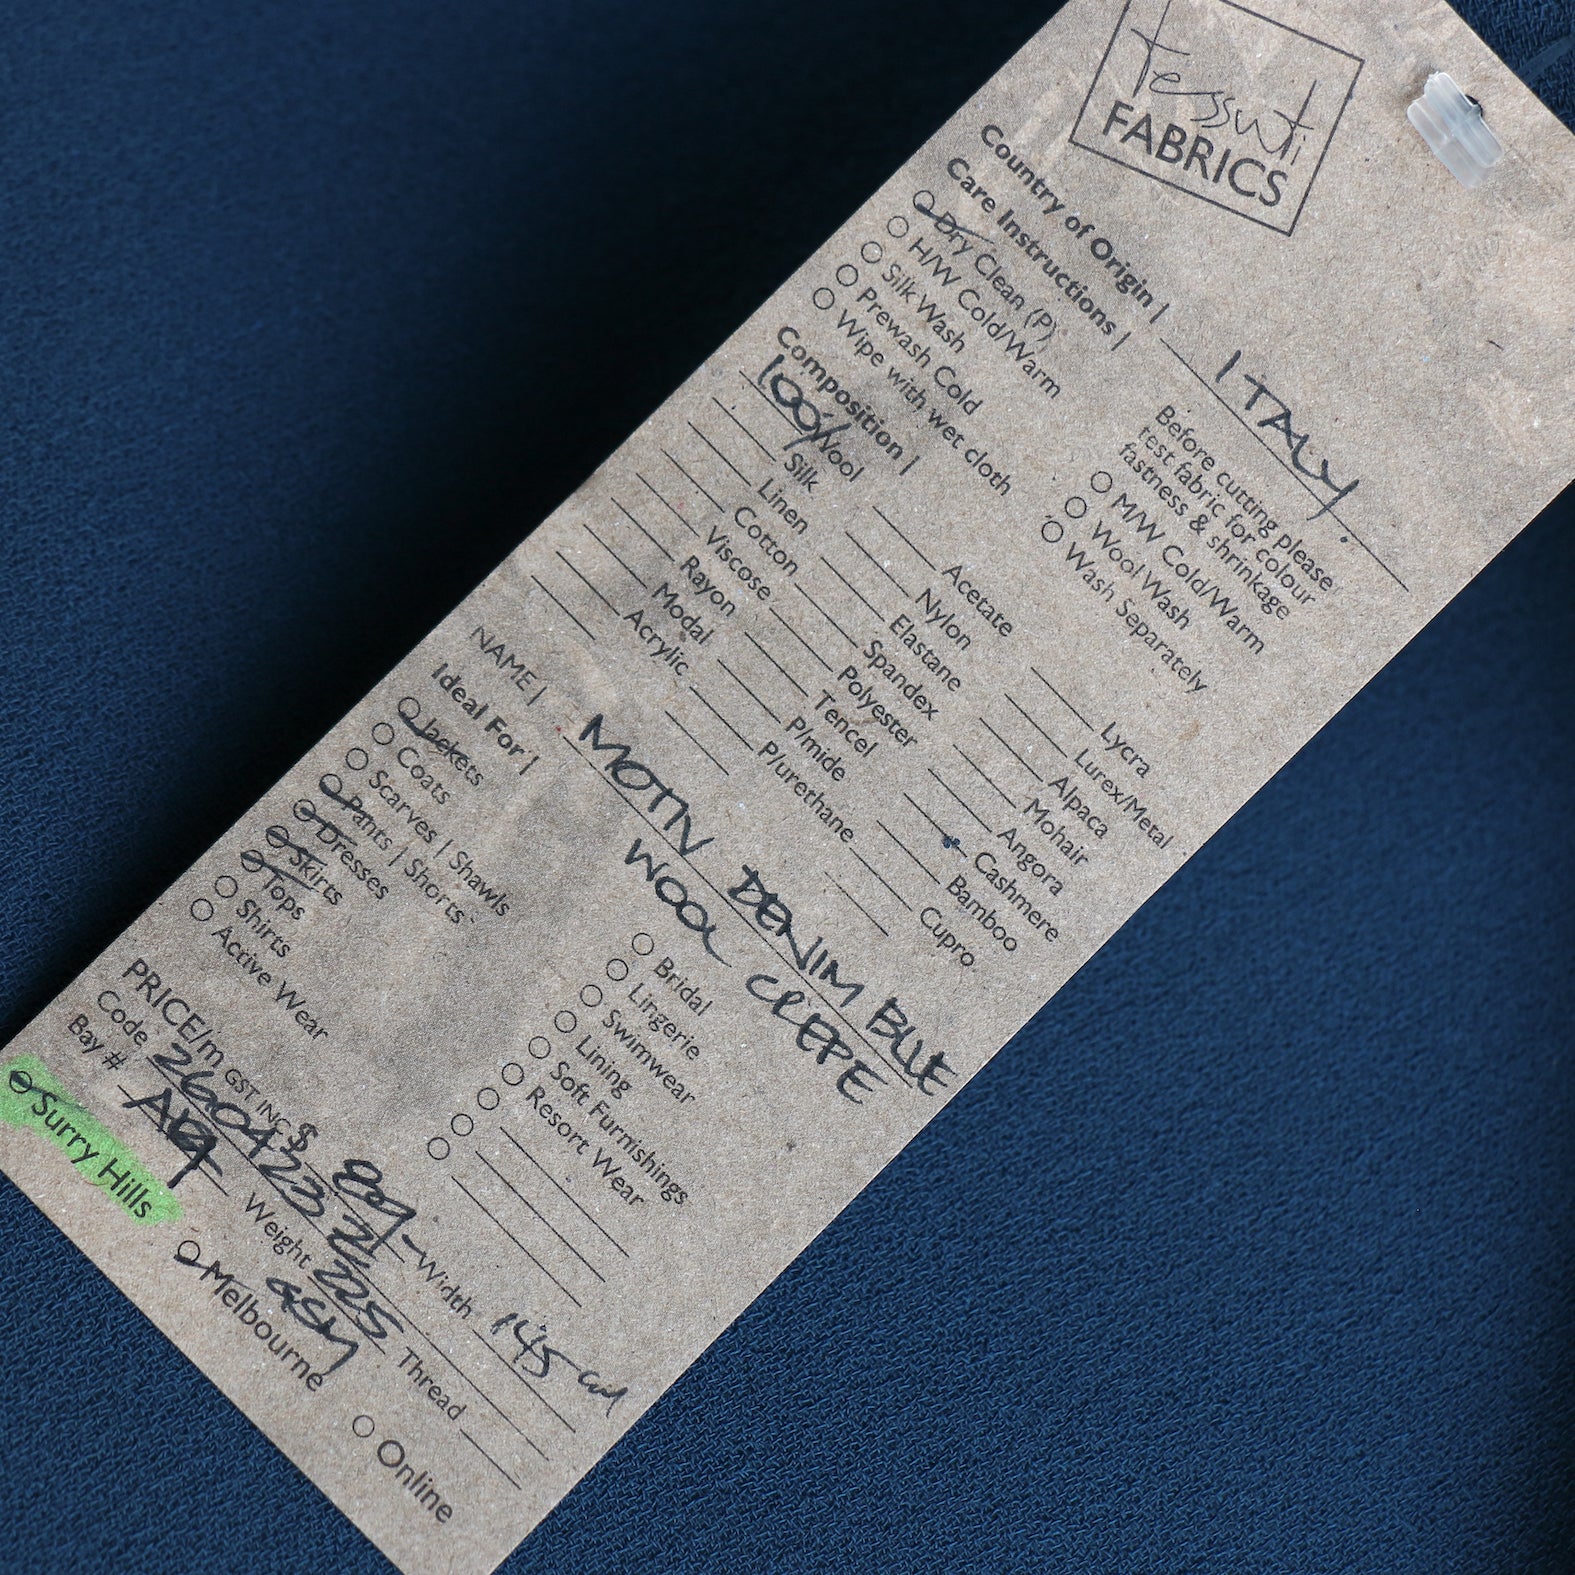 tessuti
FABRICS
Country of Origin | ITALY.
Care Instructions |
Dry Clean (P)
H/W Cold/Warm
Silk Wash
Prewash Cold
Wipe with wet cloth
Before cutting please
test fabric for colour
fastness & shrinkage
M/W Cold/Warm
Wool Wash
Wash Separately
Composition |
100% Wool
Silk
Linen
Cotton
Viscose
Rayon
Modal
Acrylic
Acetate
Nylon
Elastane
Spandex
Polyester
Tencel
P/mide
P/urethane
Lycra
Lurex/Metal
Alpaca
Mohair
Angora
Cashmere
Bamboo
Cupro
NAME | MOTIV DENIM BLUE
WOOL CREPE
Ideal For |
Jackets
Coats
Scarves | Shawls
Pants | Shorts
Dresses
Skirts
Tops
Shirts
Active Wear
Bridal
Lingerie
Swimwear
Lining
Soft Furnishings
Resort Wear
PRICE/m GST INC $ 89- Width 145 cm
Code 260423 Weight 225 Thread
GSM
Bay #
Surry Hills
Melbourne
Online